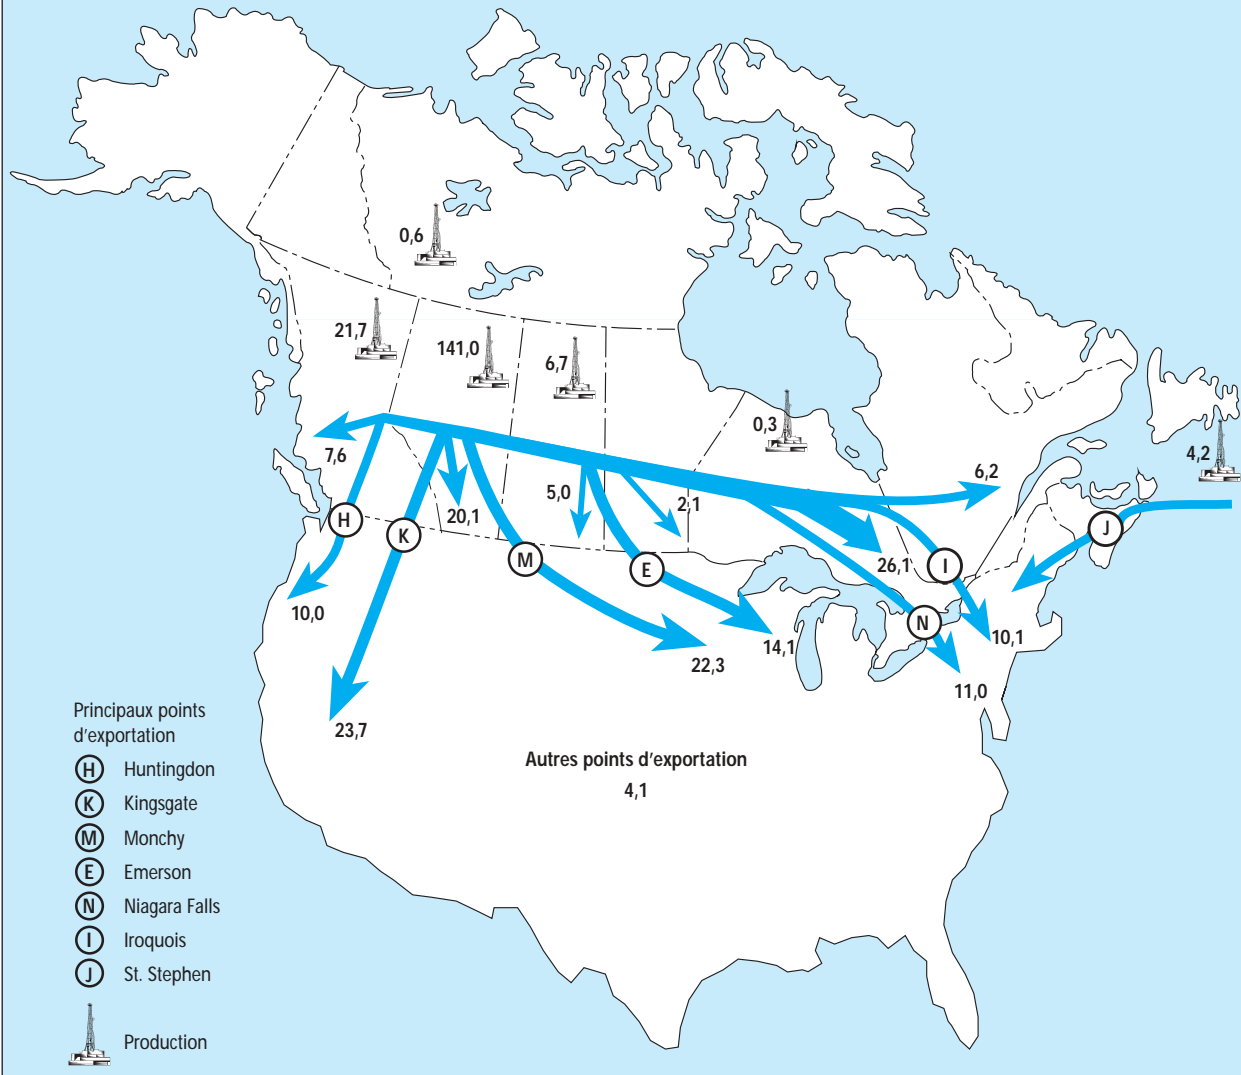 0,6
21,7
141,0
6,7
0,3
4,2
7,6
20,1
5,0
2,1
6,2
26,1
H
K
M
E
N
I
J
10,0
23,7
22,3
14,1
11,0
10,1
Autres points d'exportation
4,1
Principaux points
d'exportation
H Huntingdon
K Kingsgate
M Monchy
E Emerson
N Niagara Falls
I Iroquois
J St. Stephen
Production